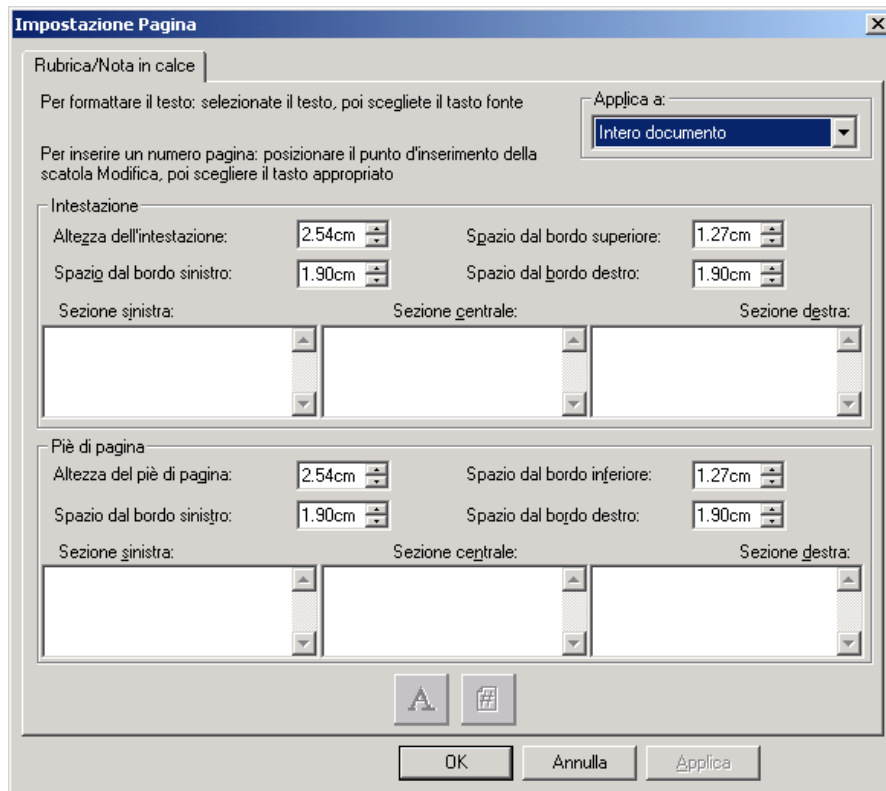 Impostazione Pagina
Rubrica/Nota in calce
Per formattare il testo: selezionate il testo, poi scegliete il tasto fonte
Applica a:
Intero documento
Per inserire un numero pagina: posizionare il punto d'inserimento della
scatola Modifica, poi scegliere il tasto appropriato
Intestazione
Altezza dell'intestazione: 2.54cm Spazio dal bordo superiore: 1.27cm
Spazio dal bordo sinistro: 1.90cm Spazio dal bordo destro: 1.90cm
Sezione sinistra: Sezione centrale: Sezione destra:
Piè di pagina
Altezza del piè di pagina: 2.54cm Spazio dal bordo inferiore: 1.27cm
Spazio dal bordo sinistro: 1.90cm Spazio dal bordo destro: 1.90cm
Sezione sinistra: Sezione centrale: Sezione destra:
A #
OK Annulla Applica